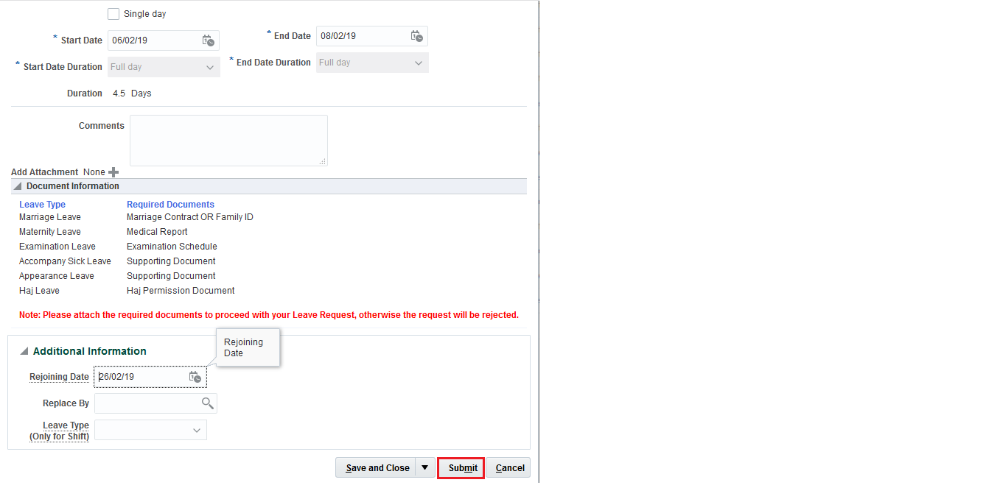 Single day
* Start Date 06/02/19
* End Date 08/02/19
* Start Date Duration Full day
* End Date Duration Full day
Duration 4.5 Days
Comments
Add Attachment None
Document Information
Leave Type Required Documents
Marriage Leave Marriage Contract OR Family ID
Maternity Leave Medical Report
Examination Leave Examination Schedule
Accompany Sick Leave Supporting Document
Appearance Leave Supporting Document
Haj Leave Haj Permission Document
Note: Please attach the required documents to proceed with your Leave Request, otherwise the request will be rejected.
Rejoining
Date
Additional Information
Rejoining Date 26/02/19
Replace By
Leave Type
(Only for Shift)
Save and Close Submit Cancel